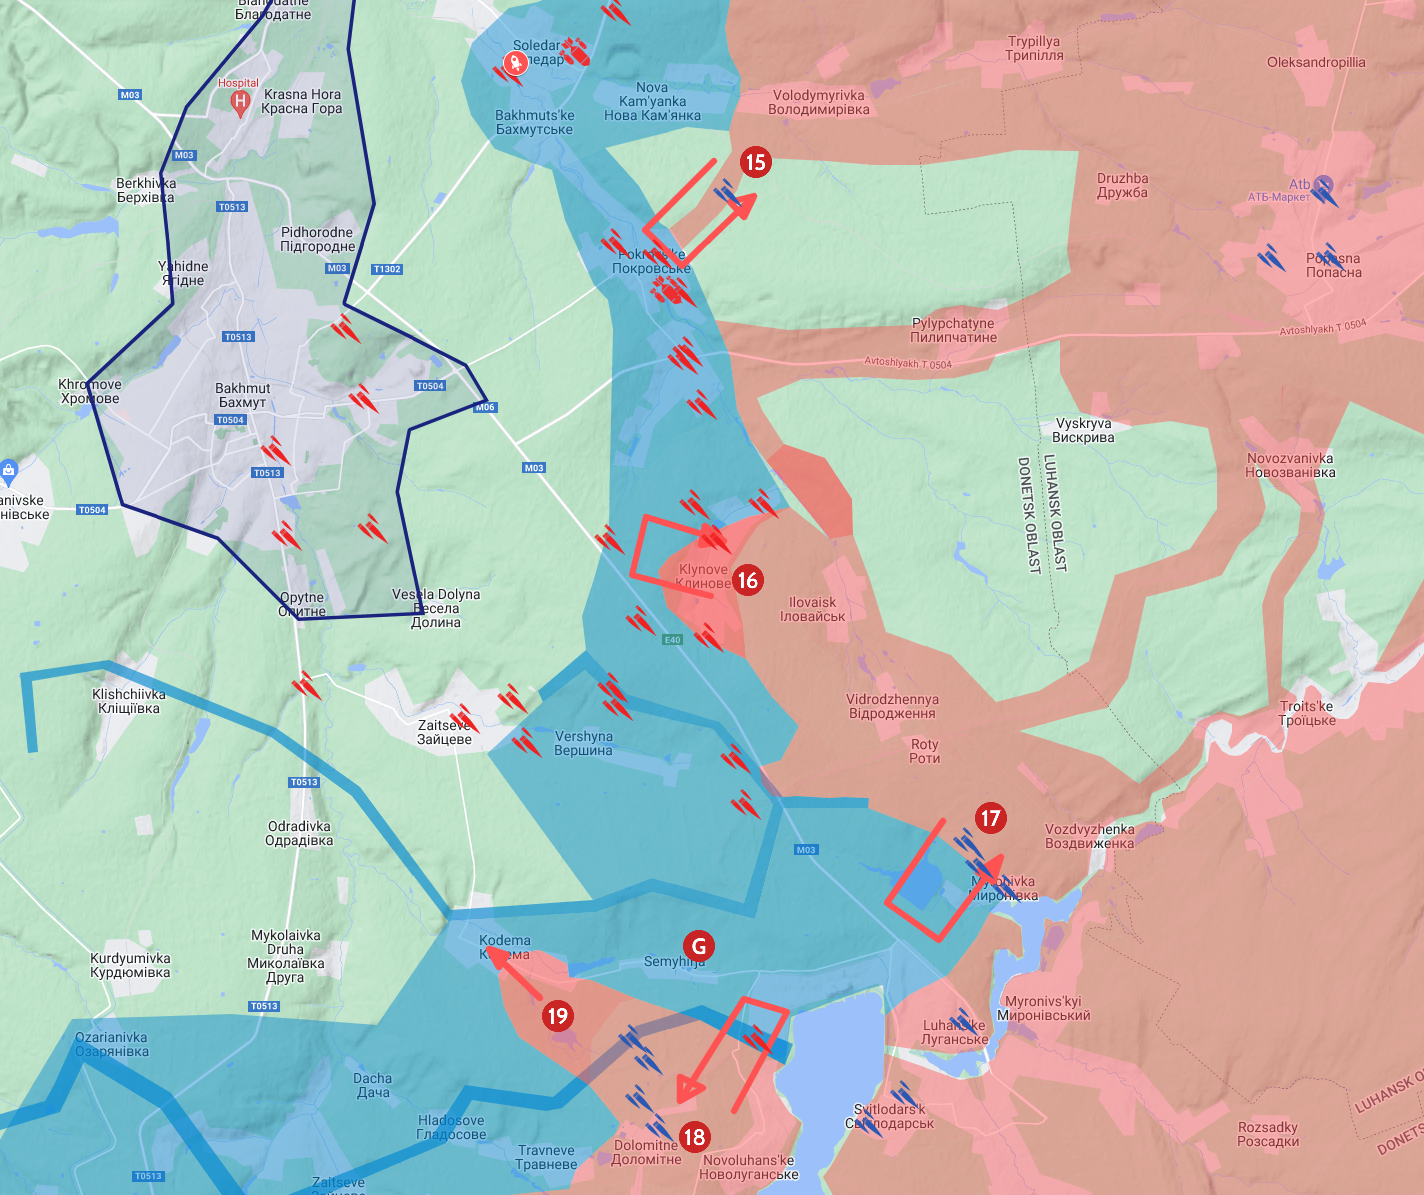 Blahodatne
Благодатне
Soledar
Trypillya
Трипілля
Oleksandropillia
Hospital
H
Krasna Hora
Красна Гора
M03
Nova
Kam'yanka
Нова Кам'янка
Volodymyrivka
Володимирівка
Bakhmuts'ke
Бахмутське
M03
15
Berkhivka
Берхівка
Druzhba
Дружба
Atb
АТБ-Маркет
T0513
Pidhorodne
Підгородне
Yahidne
Ягідне
M03
T1302
Pokrovs'ke
Покровське
Popasna
Попасна
T0513
Pylypchatyne
Пилипчатине
Avtoshlyakh T 0504
Avtoshlyakh T 0504
Khromove
Хромове
Bakhmut
Бахмут
T0504
T0504
M06
Vyskryva
Вискрива
T0513
M03
Novozvanivka
Новозванівка
LUHANSK OBLAST
DONETSK OBLAST
anivske
нівське
T0504
Klynove
Клинове
16
Ilovaisk
Іловайськ
Opytne
Опитне
Vesela Dolyna
Весела
Долина
E40
Klishchiivka
Кліщіївка
Vidrodzhennya
Відродження
Troits'ke
Троїцьке
Zaitseve
Зайцеве
Vershyna
Вершина
Roty
Роти
T0513
Odradivka
Одрадівка
M03
17
Vozdvyzhenka
Воздвиженка
Myronivka
Миронівка
Mykolaivka
Druha
Миколаївка
Друга
Kurdyumivka
Курдюмівка
Kodema
Кодема
G
Semyhirja
T0513
19
Myronivs'kyi
Миронівський
Luhans'ke
Луганське
Ozarianivka
Озарянівка
Dacha
Дача
Hladosove
Гладосове
Svitlodars'k
Світлодарськ
LUHANSK O
DONETS
Rozsadky
Розсадки
Travneve
Травневе
Dolomitne
Доломітне
18
Novoluhans'ke
Новолуганське
T0513
Zaitseve
Зайцеве